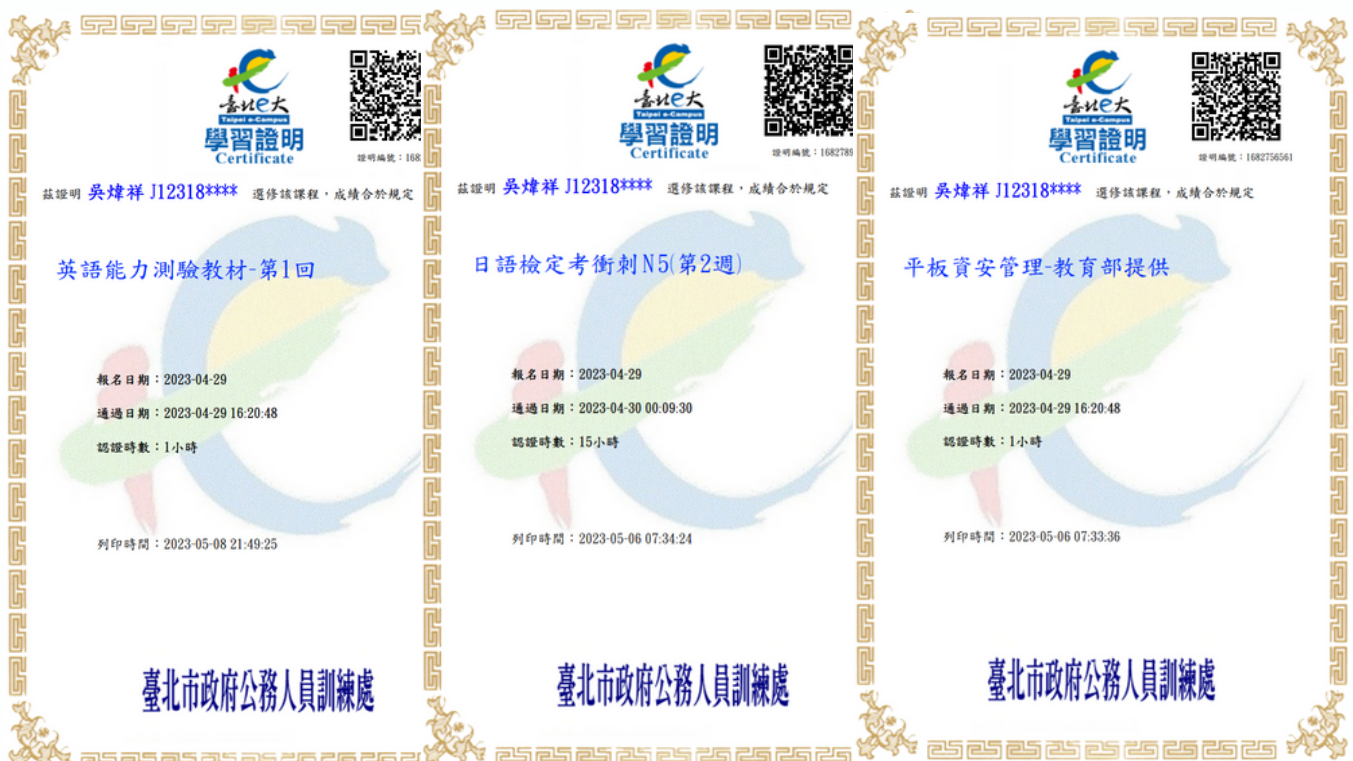 臺北e大
Taipei e-Campus
學習證明
Certificate
證明編號：168
茲證明 吳煒祥 J12318**** 選修該課程，成績合於規定
英語能力測驗教材-第1回
報名日期：2023-04-29
通過日期：2023-04-29 16:20:48
認證時數：1小時
列印時間：2023-05-08 21:49:25
臺北市政府公務人員訓練處
臺北e大
Taipei e-Campus
學習證明
Certificate
證明編號：1682789
茲證明 吳煒祥 J12318**** 選修該課程，成績合於規定
日語檢定考衝刺N5(第2週)
報名日期：2023-04-29
通過日期：2023-04-30 00:09:30
認證時數：15小時
列印時間：2023-05-06 07:34:24
臺北市政府公務人員訓練處
臺北e大
Taipei e-Campus
學習證明
Certificate
證明編號：1682756561
茲證明 吳煒祥 J12318**** 選修該課程，成績合於規定
平板資安管理-教育部提供
報名日期：2023-04-29
通過日期：2023-04-29 16:20:48
認證時數：1小時
列印時間：2023-05-06 07:33:36
臺北市政府公務人員訓練處